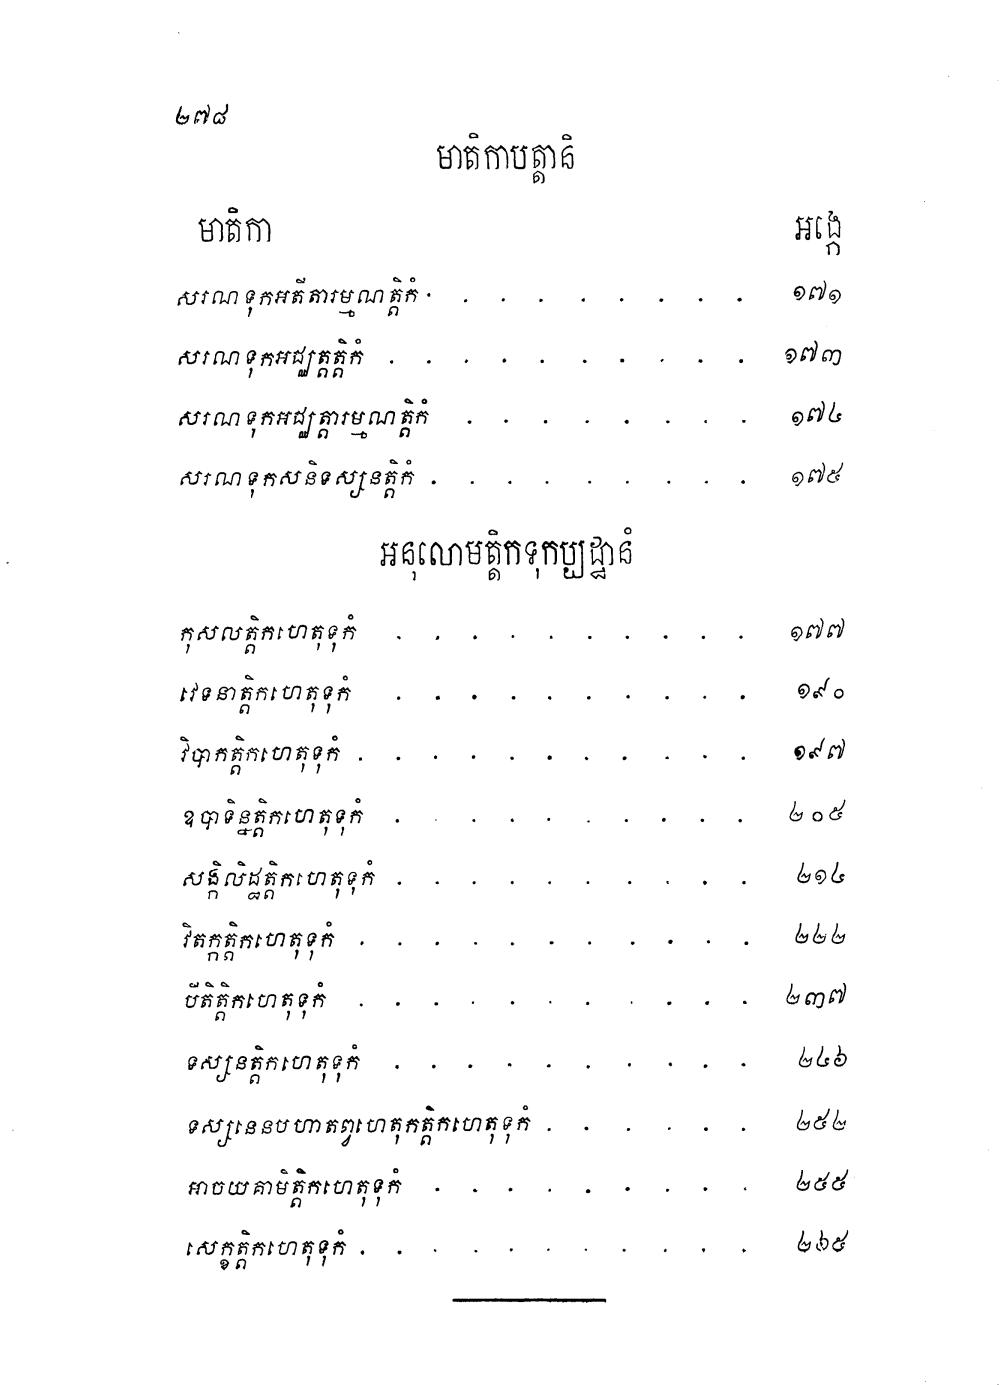 ២៧៨
មាតិកាបត្តានិ
មាតិកា អង្កេ
សរណទុកអតីតារម្មណត្តិកំ . . . . . . . . . ១៧១
សរណទុកអជ្ឈត្តត្តិកំ . . . . . . . . . . ១៧៣
សរណទុកអជ្ឈត្តារម្មណត្តិកំ . . . . . . . . ១៧៤
សរណទុកសនិទស្សនត្តិកំ . . . . . . . . . ១៧៥
អនុលោមត្តិកទុកប្បដ្ឋានំ
កុសលត្តិកហេតុទុកំ . . . . . . . . . . ១៧៧
វេទនាត្តិកហេតុទុកំ . . . . . . . . . . ១៩០
វិបាកត្តិកហេតុទុកំ . . . . . . . . . . . ១៩៧
ឧបាទិន្នត្តិកហេតុទុកំ . . . . . . . . . . ២០៥
សង្កិលិដ្ឋត្តិកហេតុទុកំ . . . . . . . . . . ២១៤
វិតក្កត្តិកហេតុទុកំ . . . . . . . . . . . ២២២
បីតិត្តិកហេតុទុកំ . . . . . . . . . . . ២៣៧
ទស្សនត្តិកហេតុទុកំ . . . . . . . . . . ២៤៦
ទស្សនេនបហាតព្វហេតុកត្តិកហេតុទុកំ . . . . . . ២៥២
អាចយគាមិត្តិកហេតុទុកំ . . . . . . . . . ២៥៥
សេក្ខត្តិកហេតុទុកំ . . . . . . . . . . . ២៦៥